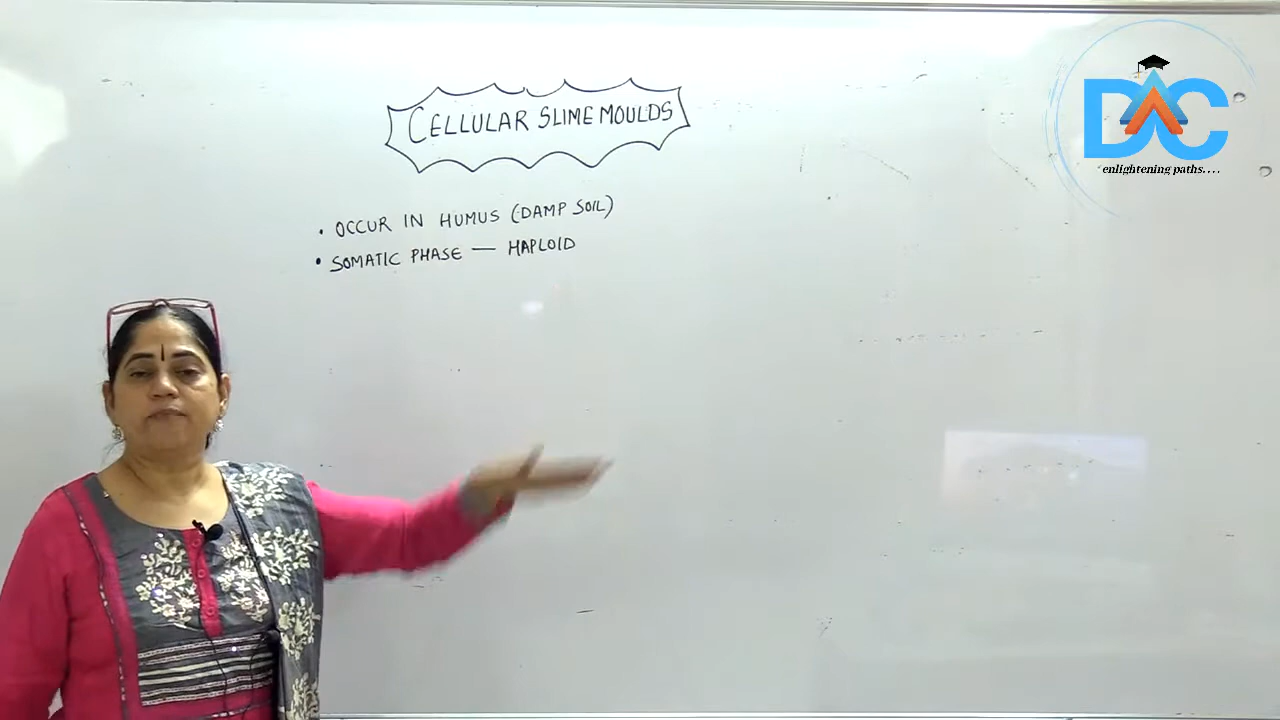 CELLULAR SLIME MOULDS
DAC
enlightening paths....
• OCCUR IN HUMUS (DAMP SOIL)
• SOMATIC PHASE — HAPLOID